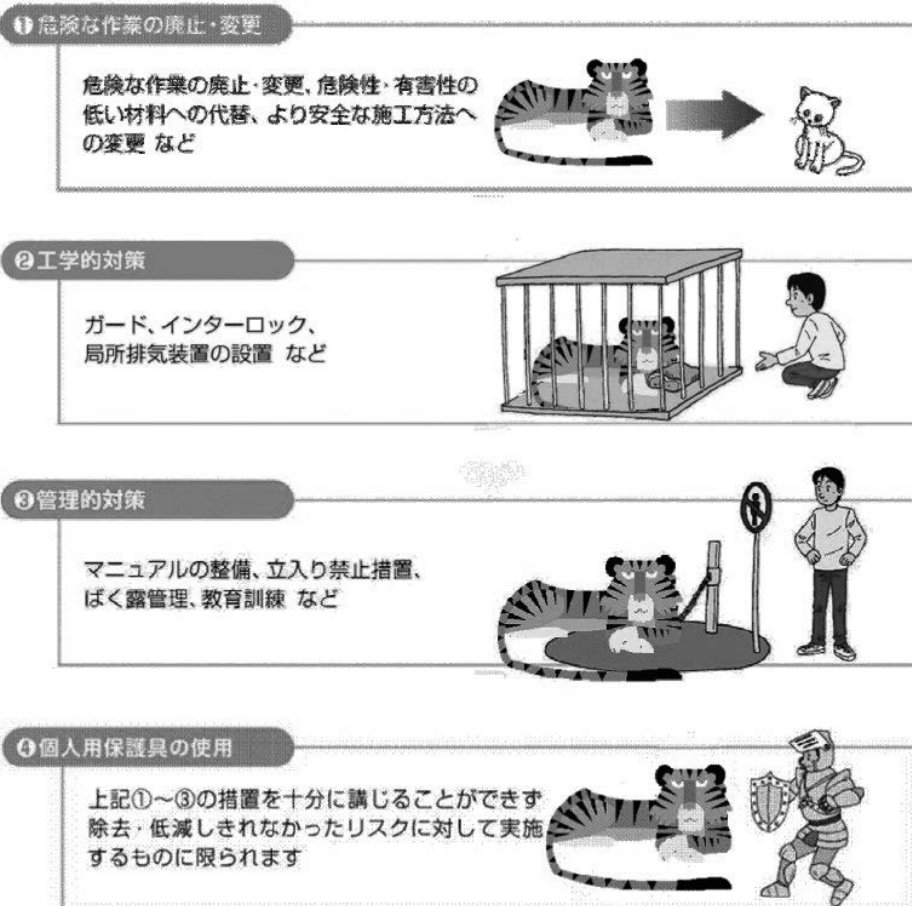 ❶危険な作業の廃止・変更
危険な作業の廃止・変更、危険性・有害性の
低い材料への代替、より安全な施工方法へ
の変更 など
❷工学的対策
ガード、インターロック、
局所排気装置の設置 など
❸管理的対策
マニュアルの整備、立入り禁止措置、
ばく露管理、教育訓練 など
❹個人用保護具の使用
上記①〜③の措置を十分に講じることができず
除去・低減しきれなかったリスクに対して実施
するものに限られます